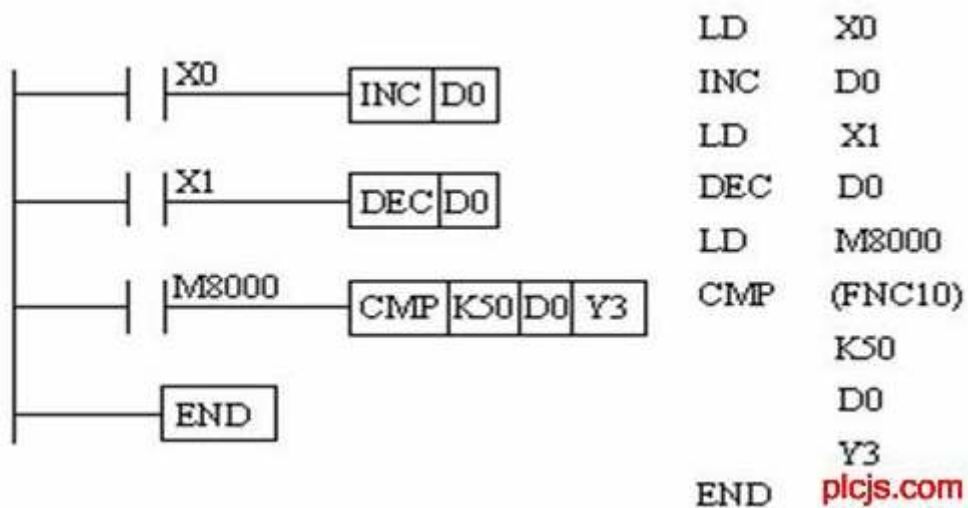 X0
INC D0
X1
DEC D0
M8000
CMP K50 D0 Y3
END
LD X0
INC D0
LD X1
DEC D0
LD M8000
CMP (FNC10)
K50
D0
Y3
END plcjs.com